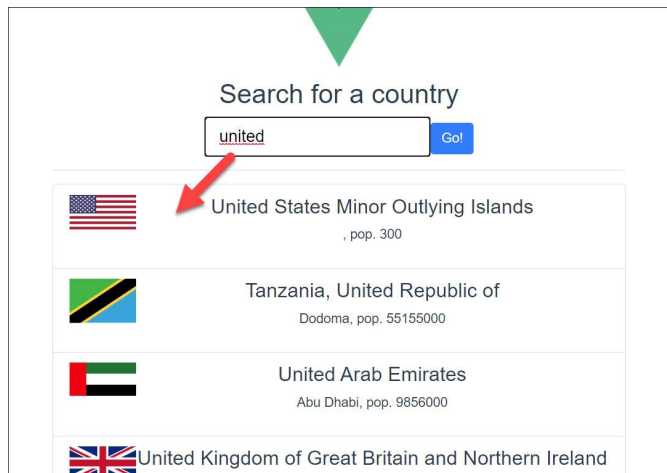 Search for a country
united
Go!
United States Minor Outlying Islands
, pop. 300
Tanzania, United Republic of
Dodoma, pop. 55155000
United Arab Emirates
Abu Dhabi, pop. 9856000
United Kingdom of Great Britain and Northern Ireland